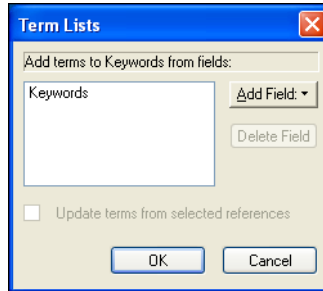 Term Lists
Add terms to Keywords from fields:
Keywords
Add Field:
Delete Field
Update terms from selected references
OK
Cancel